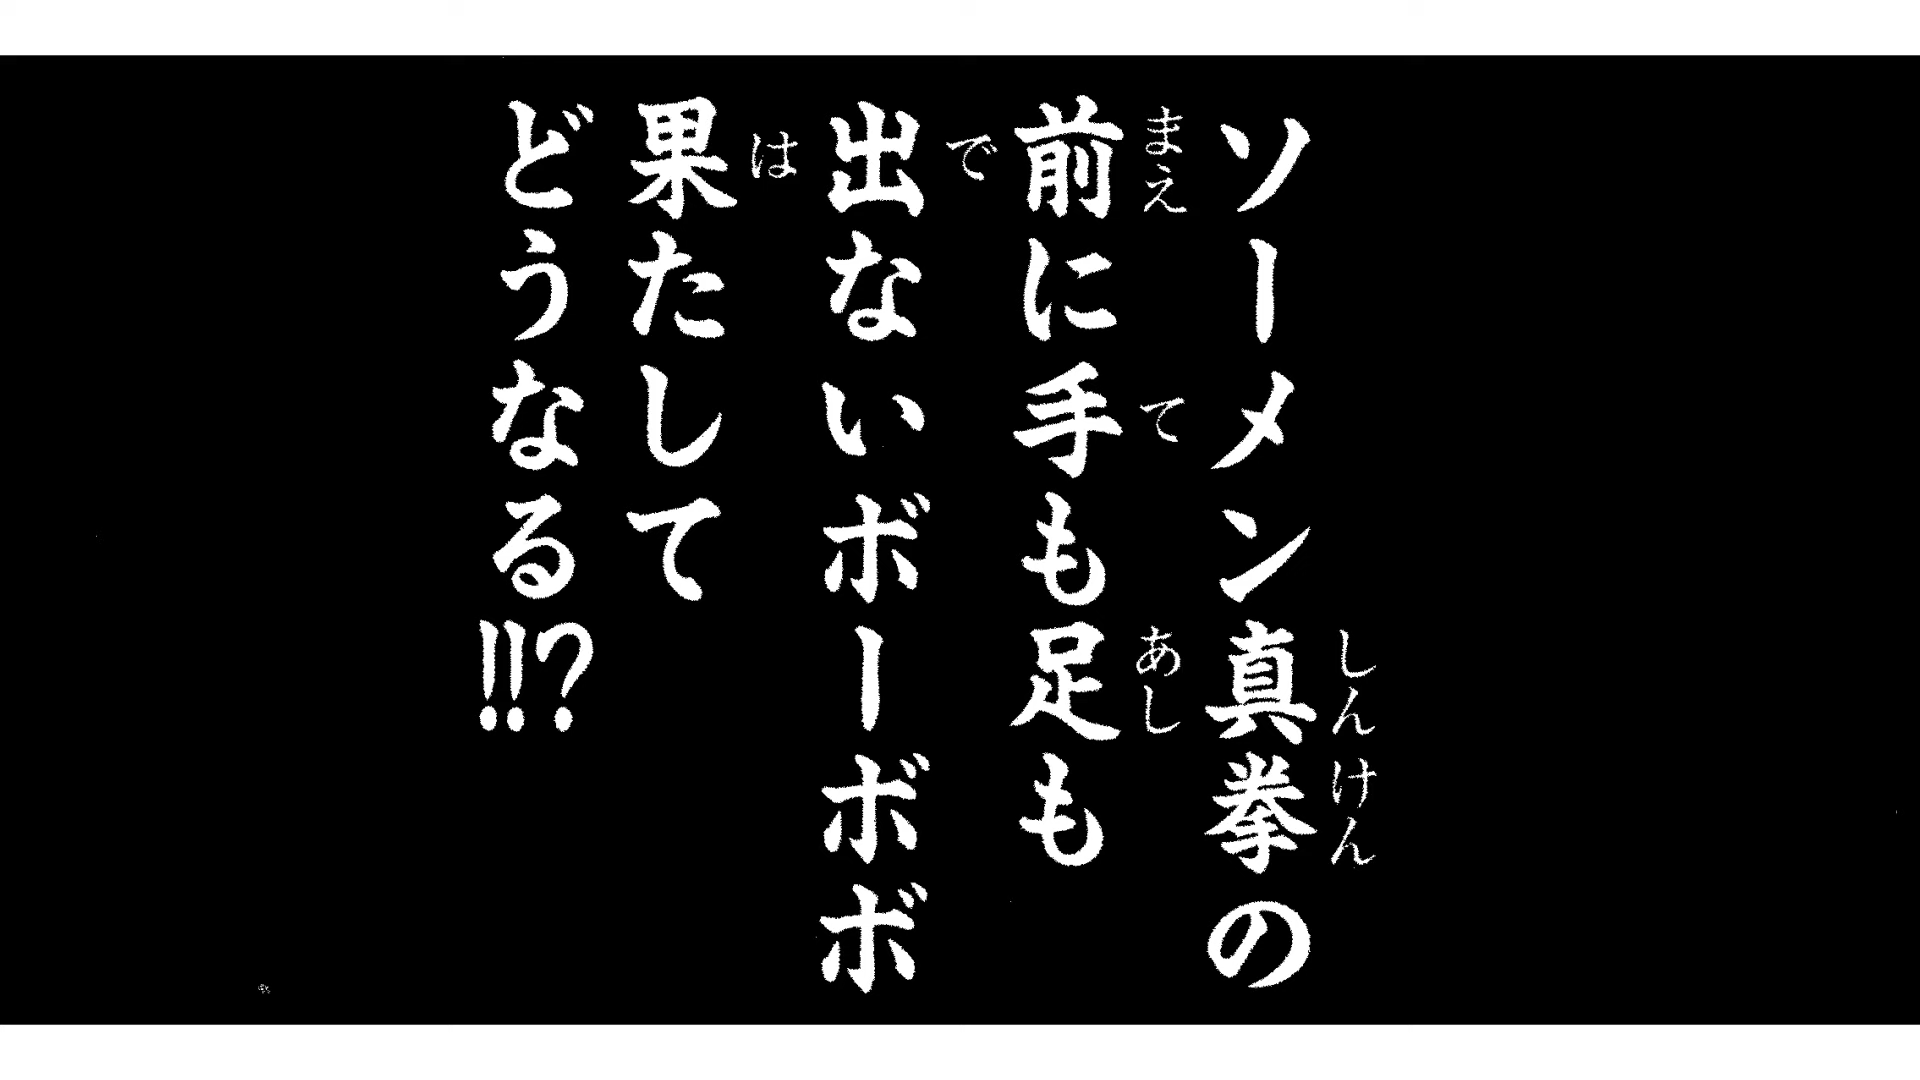 ソーメン真拳の
前に手も足も
出ないボーボボ
果たして
どうなる!!?